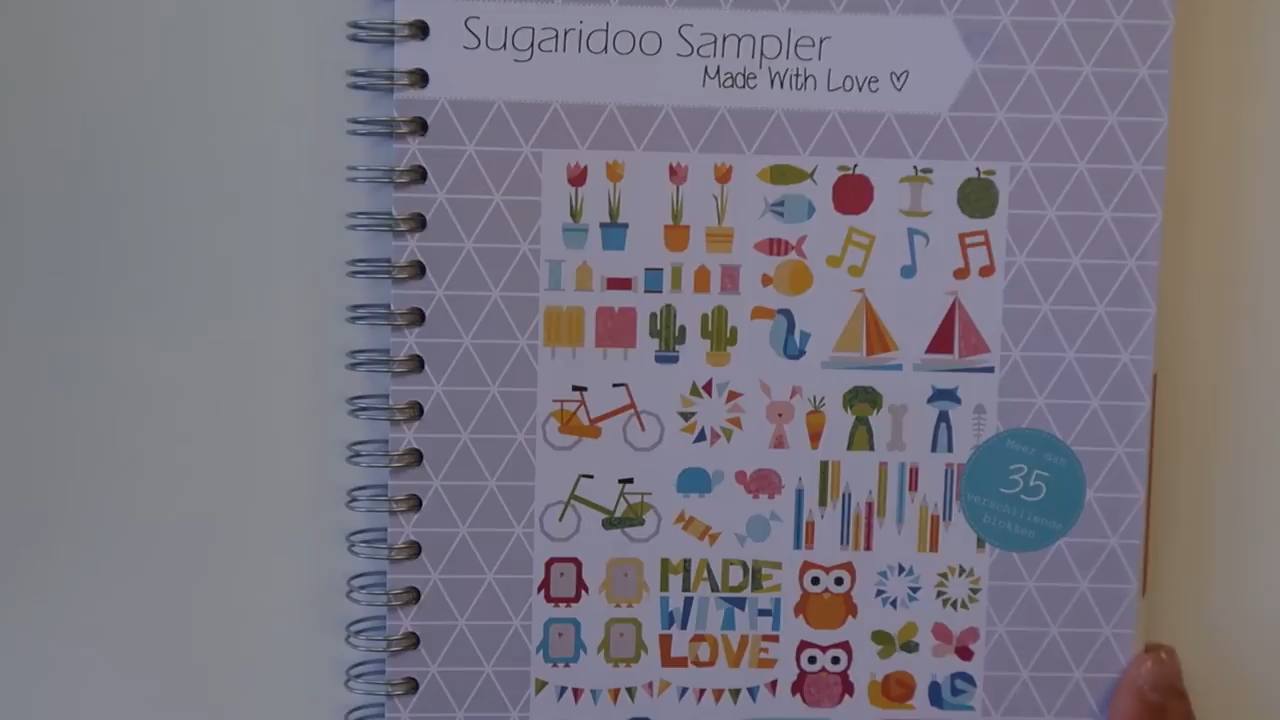 Sugaridoo Sampler
Made With Love
Meer dan
35
verschillende
blokken
MADE
WITH
LOVE